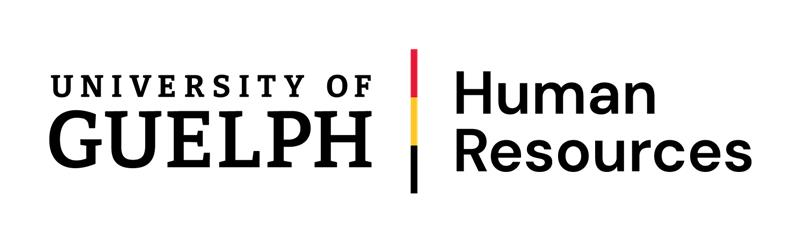 UNIVERSITY OF
GUELPH
Human
Resources